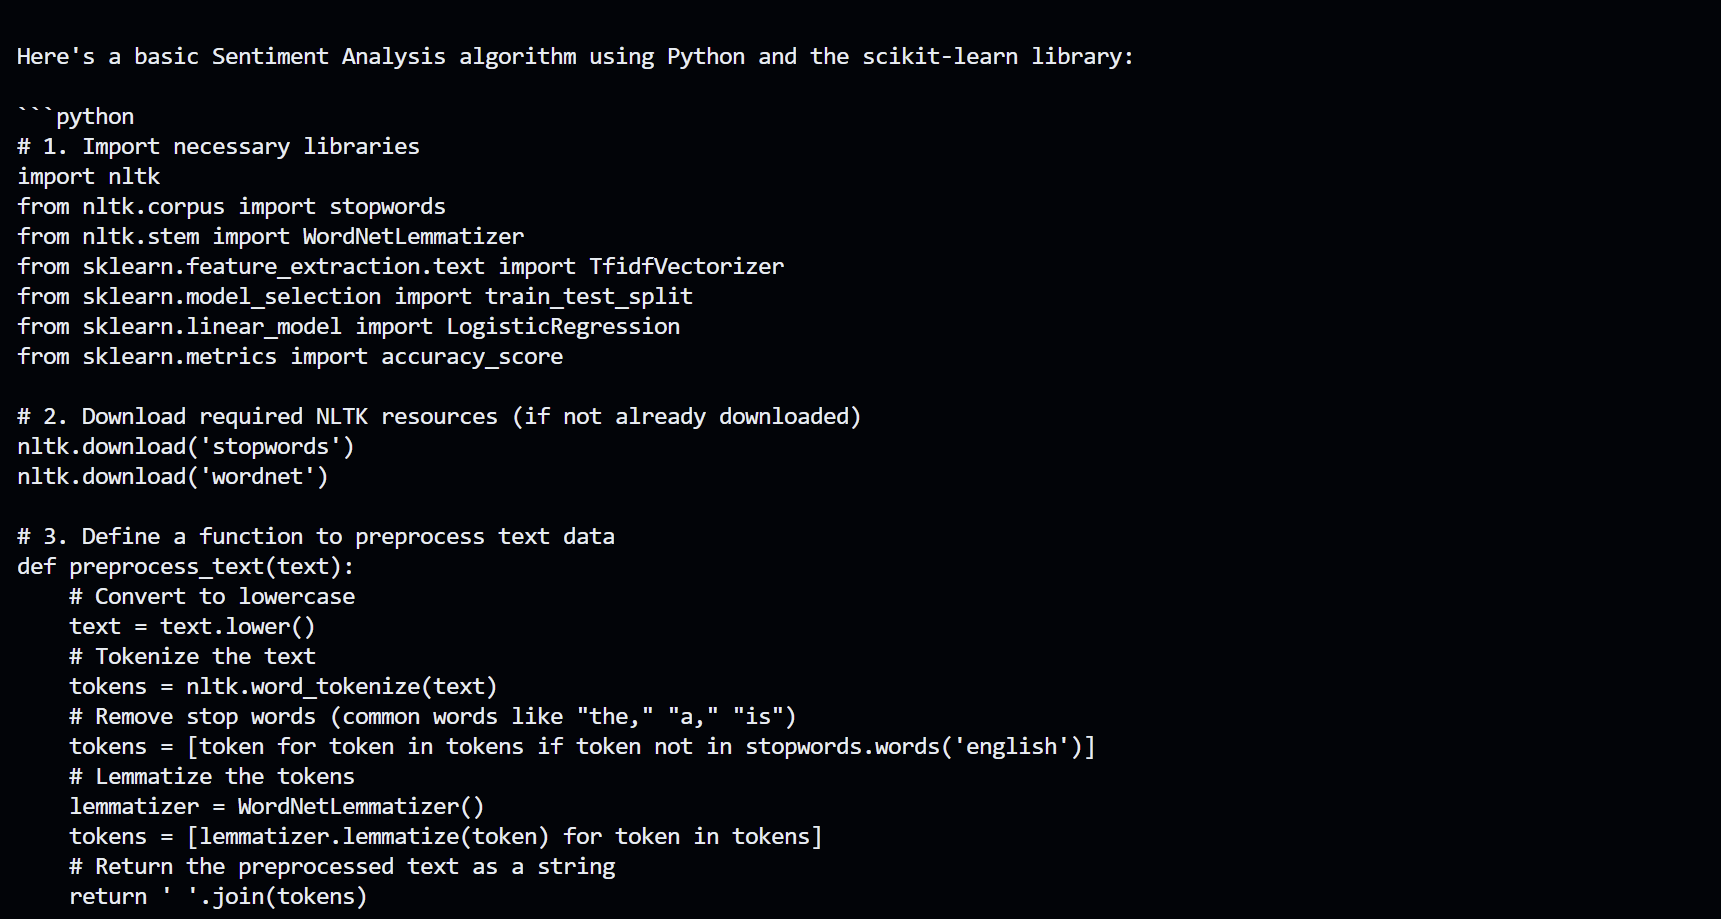 Here's a basic Sentiment Analysis algorithm using Python and the scikit-learn library:

```python
# 1. Import necessary libraries
import nltk
from nltk.corpus import stopwords
from nltk.stem import WordNetLemmatizer
from sklearn.feature_extraction.text import TfidfVectorizer
from sklearn.model_selection import train_test_split
from sklearn.linear_model import LogisticRegression
from sklearn.metrics import accuracy_score

# 2. Download required NLTK resources (if not already downloaded)
nltk.download('stopwords')
nltk.download('wordnet')

# 3. Define a function to preprocess text data
def preprocess_text(text):
    # Convert to lowercase
    text = text.lower()
    # Tokenize the text
    tokens = nltk.word_tokenize(text)
    # Remove stop words (common words like "the," "a," "is")
    tokens = [token for token in tokens if token not in stopwords.words('english')]
    # Lemmatize the tokens
    lemmatizer = WordNetLemmatizer()
    tokens = [lemmatizer.lemmatize(token) for token in tokens]
    # Return the preprocessed text as a string
    return ' '.join(tokens)